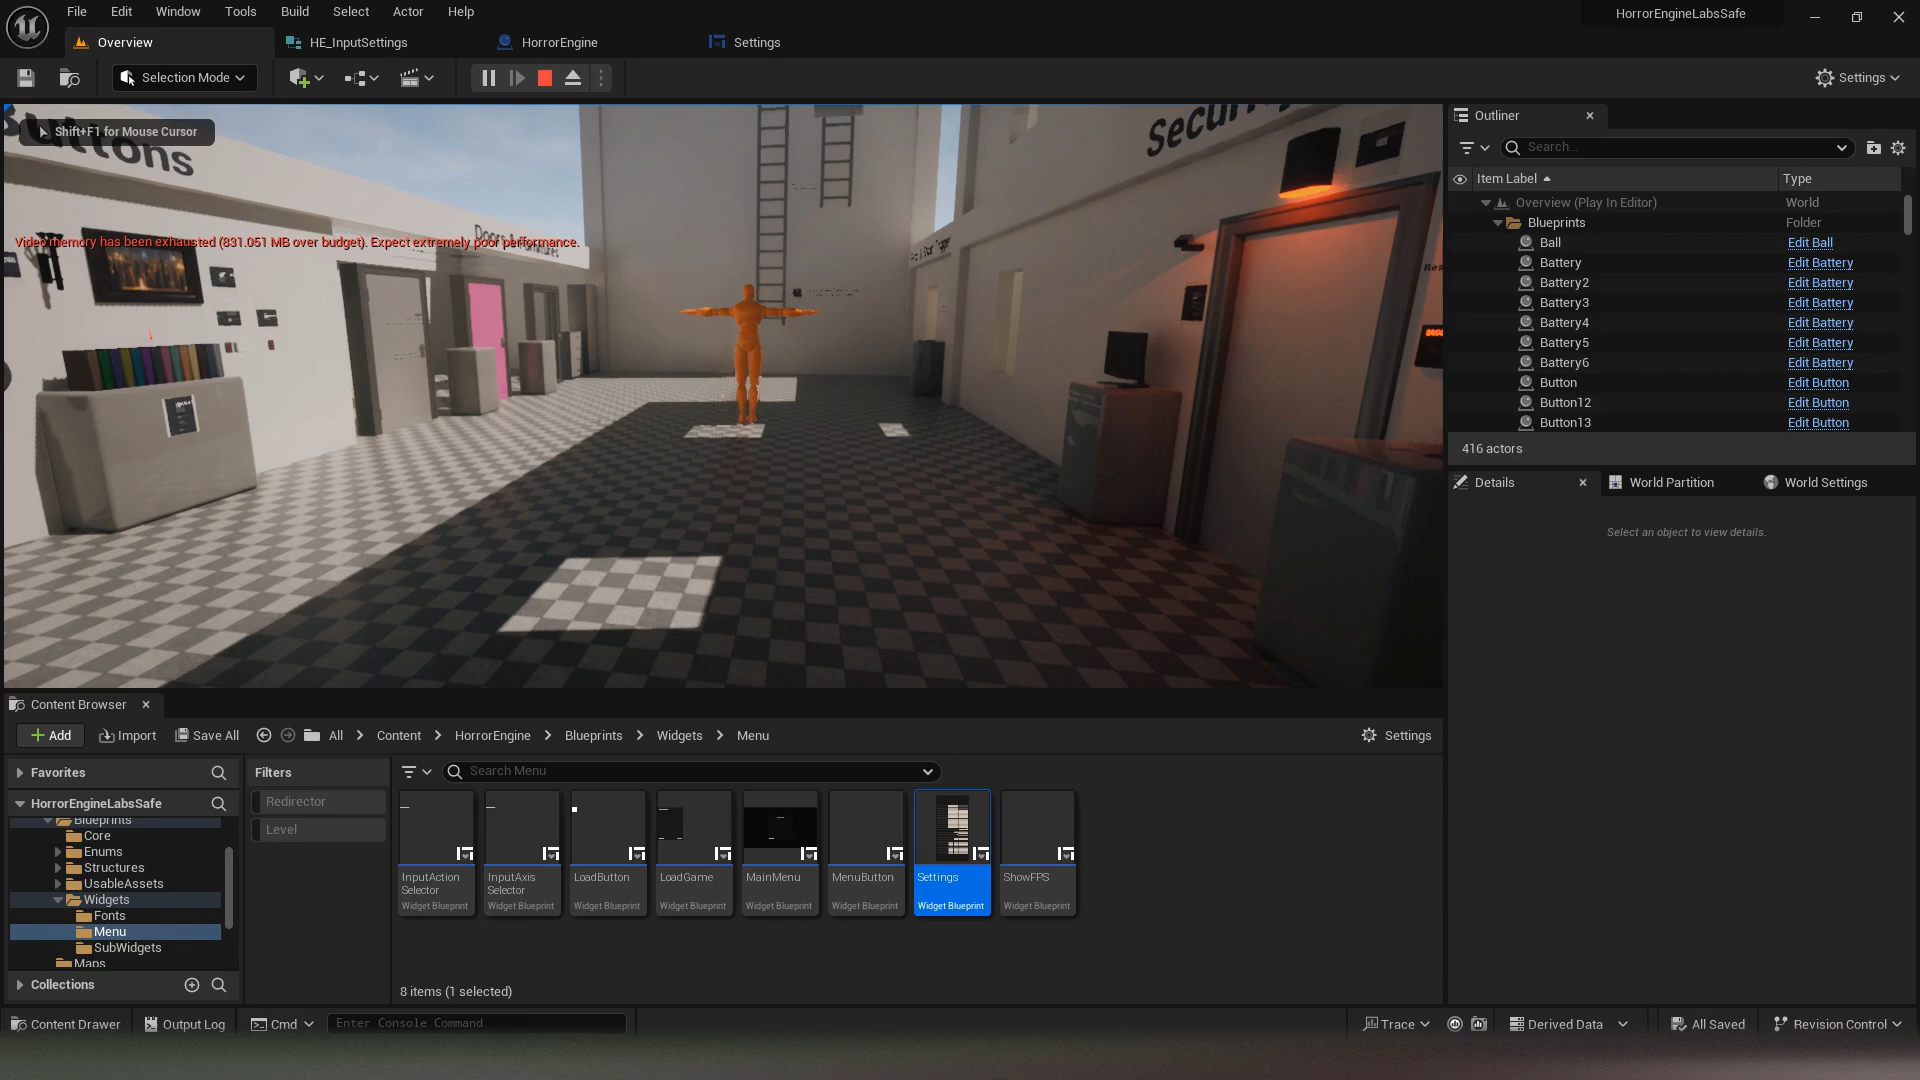 File Edit Window Tools Build Select Actor Help
HorrorEngineLabsSafe
Overview
HE_InputSettings
HorrorEngine
Settings
Selection Mode
Settings
Shift+F1 for Mouse Cursor
Buttons
Video memory has been exhausted (831.051 MB over budget). Expect extremely poor performance.
Outliner
Search...
Item Label
Type
Overview (Play In Editor) World
Blueprints Folder
Ball Edit Ball
Battery Edit Battery
Battery2 Edit Battery
Battery3 Edit Battery
Battery4 Edit Battery
Battery5 Edit Battery
Battery6 Edit Battery
Button Edit Button
Button12 Edit Button
Button13 Edit Button
416 actors
Details
World Partition
World Settings
Select an object to view details.
Content Browser
Add Import Save All All Content HorrorEngine Blueprints Widgets Menu Settings
Favorites
HorrorEngineLabsSafe
Blueprints
Core
Enums
Structures
UsableAssets
Widgets
Fonts
Menu
SubWidgets
Maps
Collections
Filters
Redirector
Level
Search Menu
InputAction
Selector
Widget Blueprint
InputAxis
Selector
Widget Blueprint
LoadButton
Widget Blueprint
LoadGame
Widget Blueprint
MainMenu
Widget Blueprint
MenuButton
Widget Blueprint
Settings
Widget Blueprint
ShowFPS
Widget Blueprint
8 items (1 selected)
Content Drawer Output Log Cmd Enter Console Command Trace Derived Data All Saved Revision Control